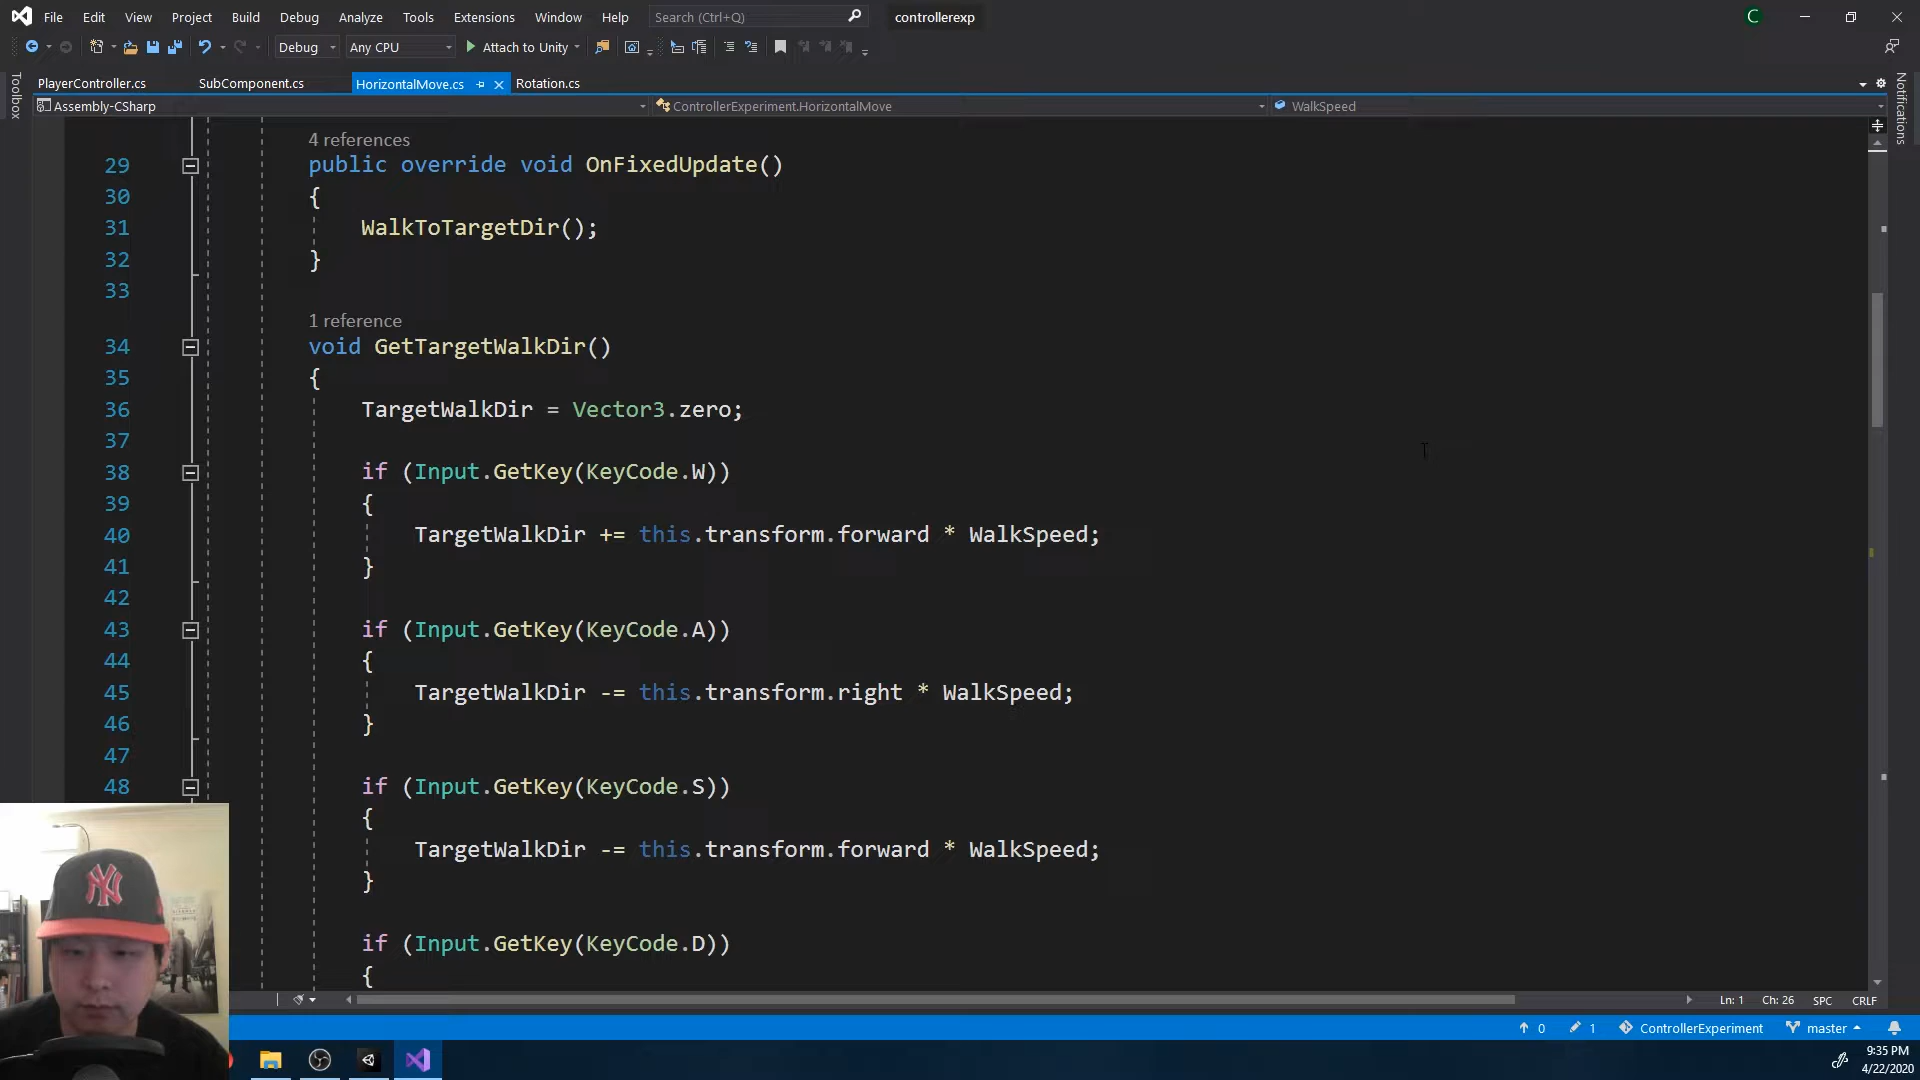 File Edit View Project Build Debug Analyze Tools Extensions Window Help Search (Ctrl+Q) controllerexp C
Debug Any CPU Attach to Unity
PlayerController.cs SubComponent.cs HorizontalMove.cs Rotation.cs
Assembly-CSharp ControllerExperiment.HorizontalMove WalkSpeed
Toolbox
Notifications
4 references
29 public override void OnFixedUpdate()
30 {
31 WalkToTargetDir();
32 }
33
1 reference
34 void GetTargetWalkDir()
35 {
36 TargetWalkDir = Vector3.zero;
37
38 if (Input.GetKey(KeyCode.W))
39 {
40 TargetWalkDir += this.transform.forward * WalkSpeed;
41 }
42
43 if (Input.GetKey(KeyCode.A))
44 {
45 TargetWalkDir -= this.transform.right * WalkSpeed;
46 }
47
48 if (Input.GetKey(KeyCode.S))
{
TargetWalkDir -= this.transform.forward * WalkSpeed;
}
if (Input.GetKey(KeyCode.D))
{
Ln: 1 Ch: 26 SPC CRLF
0 1 ControllerExperiment master
9:35 PM
4/22/2020
NY